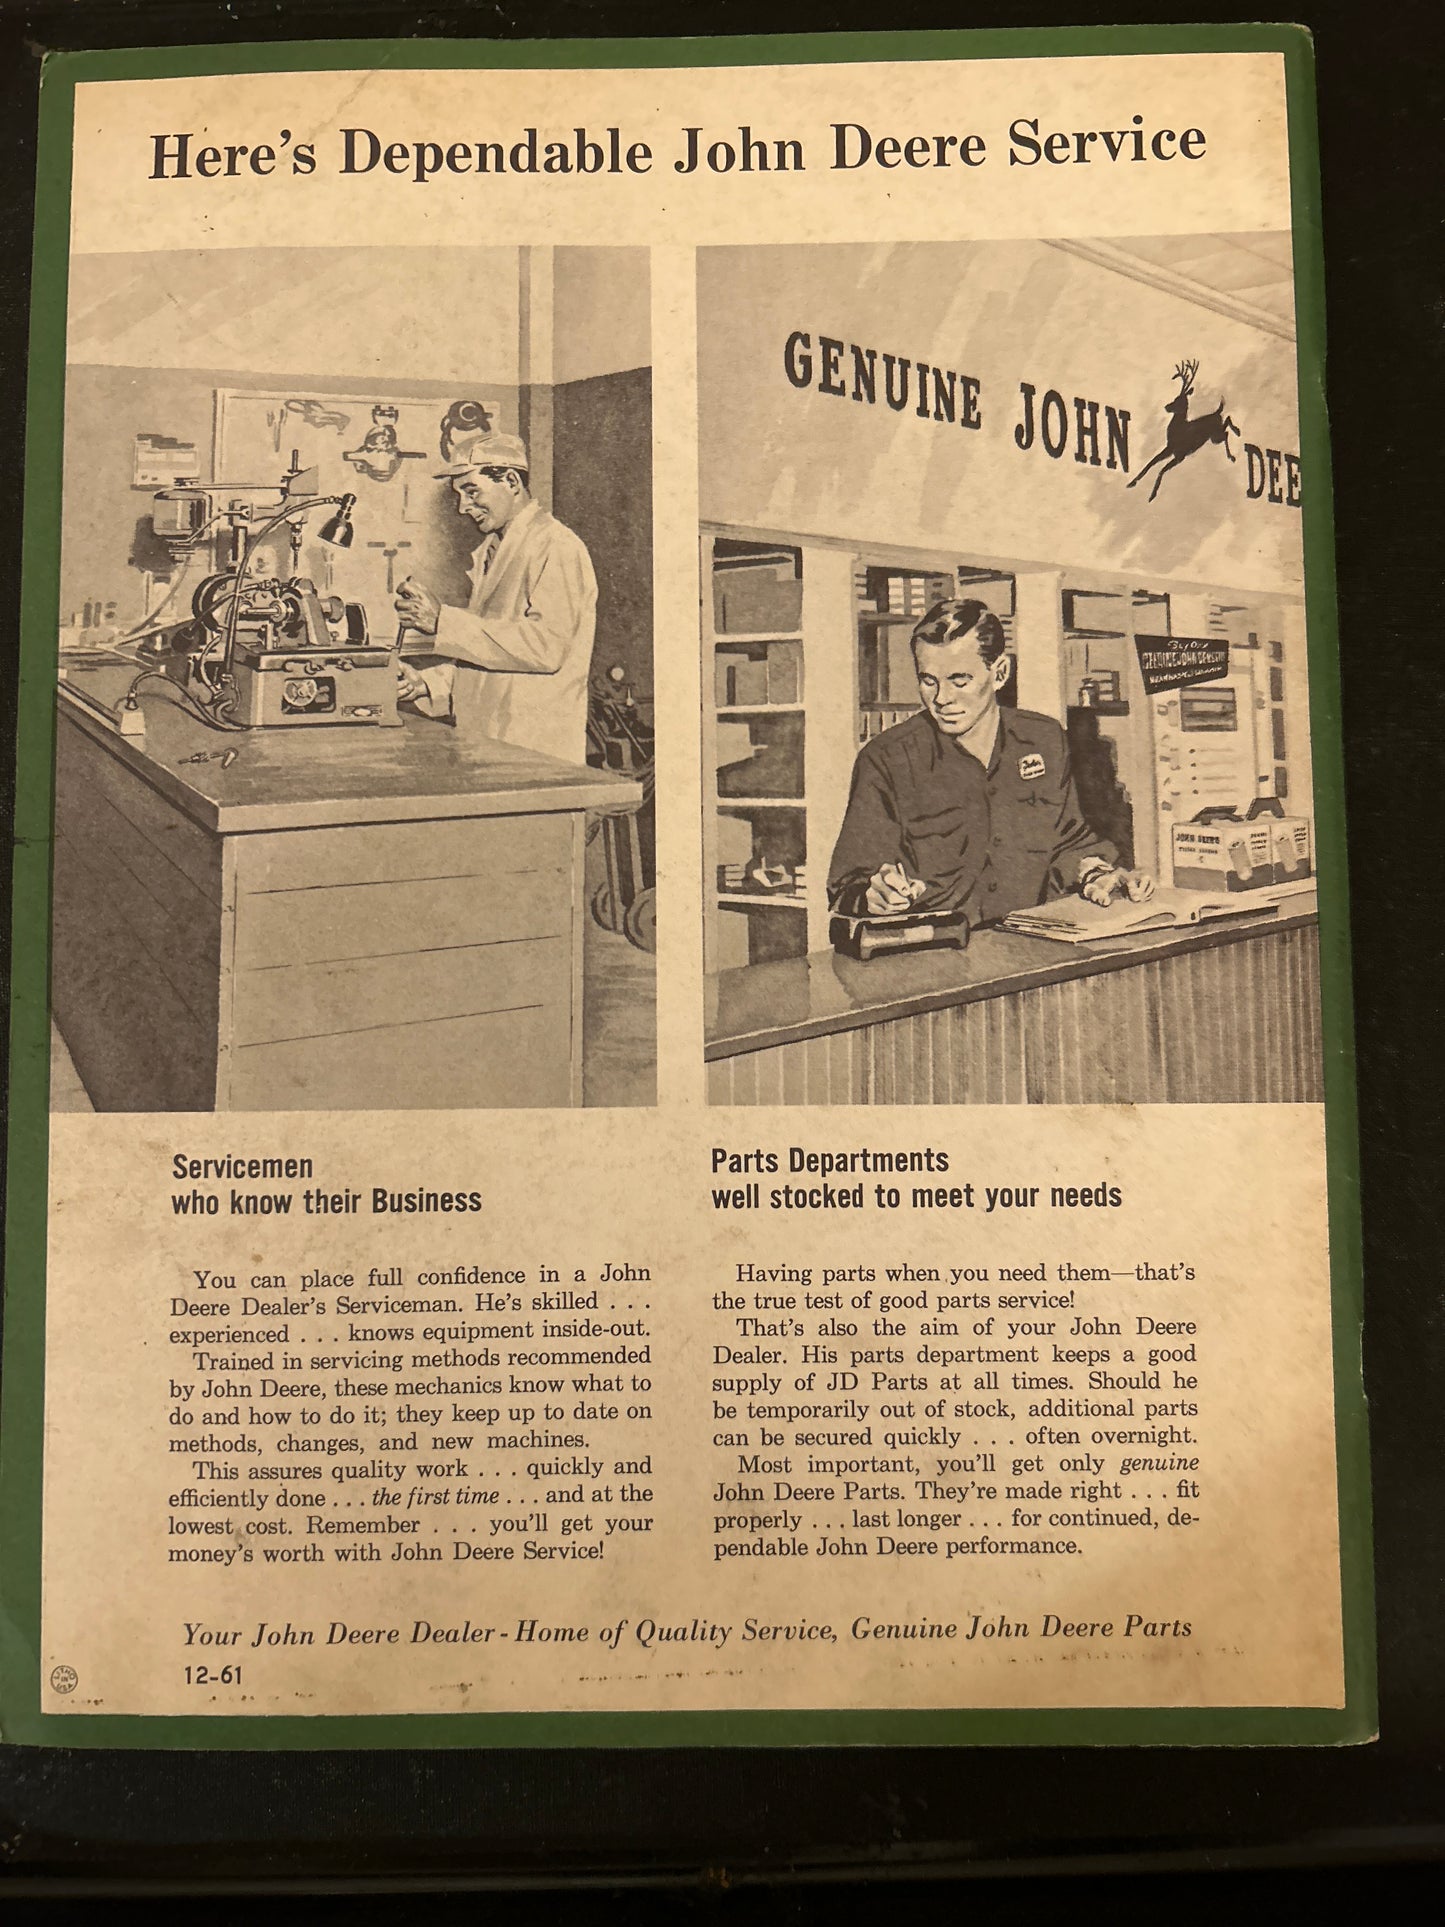 Here's Dependable John Deere Service
GENUINE JOHN DEE
JOHN DEERE
Servicemen
who know their Business
You can place full confidence in a John
Deere Dealer's Serviceman. He's skilled . . .
experienced . . . knows equipment inside-out.
Trained in servicing methods recommended
by John Deere, these mechanics know what to
do and how to do it; they keep up to date on
methods, changes, and new machines.
This assures quality work . . . quickly and
efficiently done . . . the first time . . . and at the
lowest cost. Remember . . . you'll get your
money's worth with John Deere Service!
Parts Departments
well stocked to meet your needs
Having parts when you need them—that's
the true test of good parts service!
That's also the aim of your John Deere
Dealer. His parts department keeps a good
supply of JD Parts at all times. Should he
be temporarily out of stock, additional parts
can be secured quickly . . . often overnight.
Most important, you'll get only genuine
John Deere Parts. They're made right . . . fit
properly . . . last longer . . . for continued, de-
pendable John Deere performance.
Your John Deere Dealer - Home of Quality Service, Genuine John Deere Parts
12-61
LITHO
IN
USA